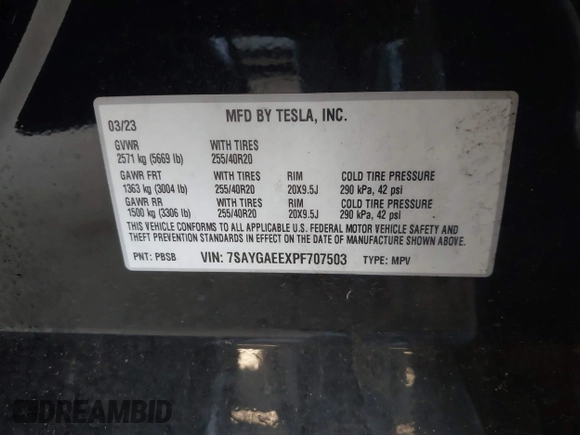 MFD BY TESLA, INC.
03/23
GVWR WITH TIRES
2571 kg (5669 lb) 255/40R20
GAWR FRT WITH TIRES RIM COLD TIRE PRESSURE
1363 kg (3004 lb) 255/40R20 20X9.5J 290 kPa, 42 psi
GAWR RR WITH TIRES RIM COLD TIRE PRESSURE
1500 kg (3306 lb) 255/40R20 20X9.5J 290 kPa, 42 psi
THIS VEHICLE CONFORMS TO ALL APPLICABLE U.S. FEDERAL MOTOR VEHICLE SAFETY AND
THEFT PREVENTION STANDARDS IN EFFECT ON THE DATE OF MANUFACTURE SHOWN ABOVE.
PNT: PBSB VIN: 7SAYGAEEXPF707503 TYPE: MPV
DREAMBID